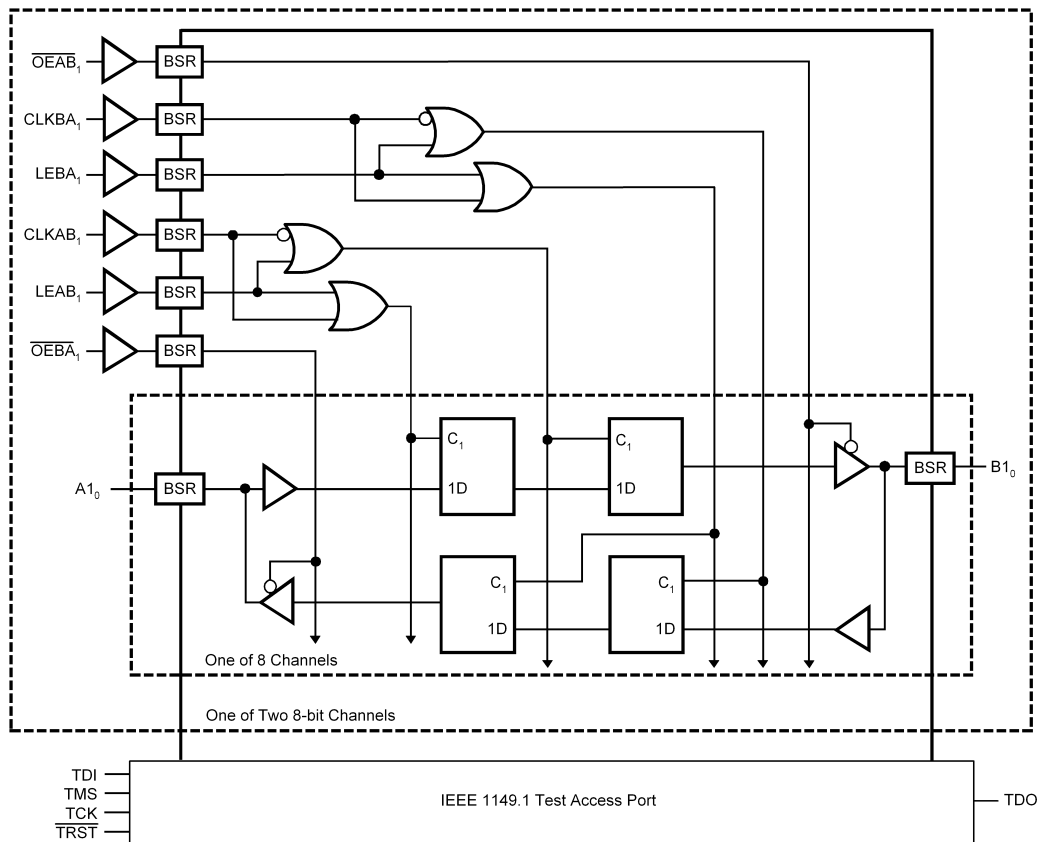 OEAB1 BSR
CLKBA1 BSR
LEBA1 BSR
CLKAB1 BSR
LEAB1 BSR
OEBA1 BSR
C1 C1
A10 BSR 1D 1D BSR B10
C1 C1
1D 1D
One of 8 Channels
One of Two 8-bit Channels
TDI
TMS
TCK
TRST
IEEE 1149.1 Test Access Port
TDO